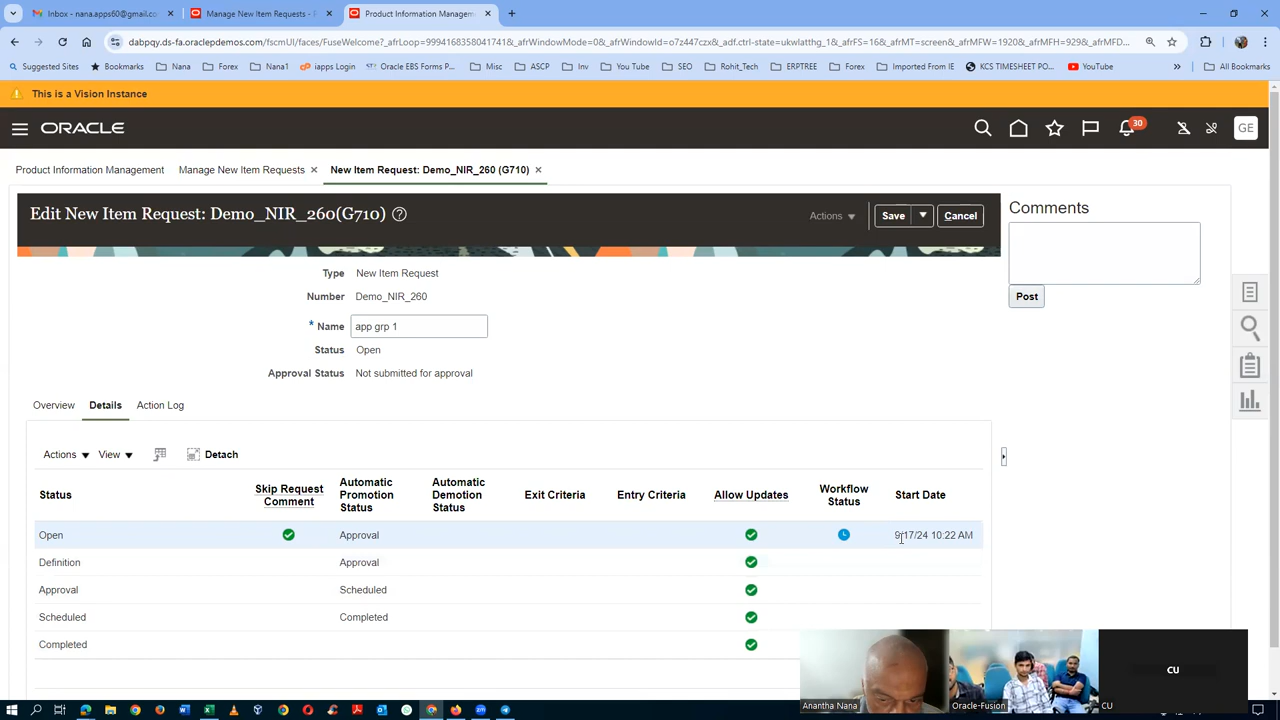 Inbox - nana.apps60@gmail.co
Manage New Item Requests - P
Product Information Managemen
dabpqy.ds-fa.oraclepdemos.com/fscmUI/faces/FuseWelcome?_afrLoop=9994168358041741&_afrWindowMode=0&_afrWindowId=o7z447czx&_adf.ctrl-state=ukwlatthg_1&_afrFS=16&_afrMT=screen&_afrMFW=1920&_afrMFH=929&_afrMFD...
Suggested Sites
Bookmarks
Nana
Forex
Nana1
apps Login
Oracle EBS Forms P...
Misc
ASCP
Inv
You Tube
SEO
Rohit_Tech
ERPTREE
Forex
Imported From IE
KCS TIMESHEET PO...
YouTube
All Bookmarks
This is a Vision Instance
ORACLE
30
GE
Product Information Management
Manage New Item Requests
New Item Request: Demo_NIR_260 (G710)
Edit New Item Request: Demo_NIR_260(G710)
Actions
Save
Cancel
Comments
Post
Type New Item Request
Number Demo_NIR_260
* Name app grp 1
Status Open
Approval Status Not submitted for approval
Overview Details Action Log
Actions View Detach
Status Skip Request Comment Automatic Promotion Status Automatic Demotion Status Exit Criteria Entry Criteria Allow Updates Workflow Status Start Date
Open Approval 9/17/24 10:22 AM
Definition Approval
Approval Scheduled
Scheduled Completed
Completed
Anantha Nana
Oracle-Fusion
CU
CU